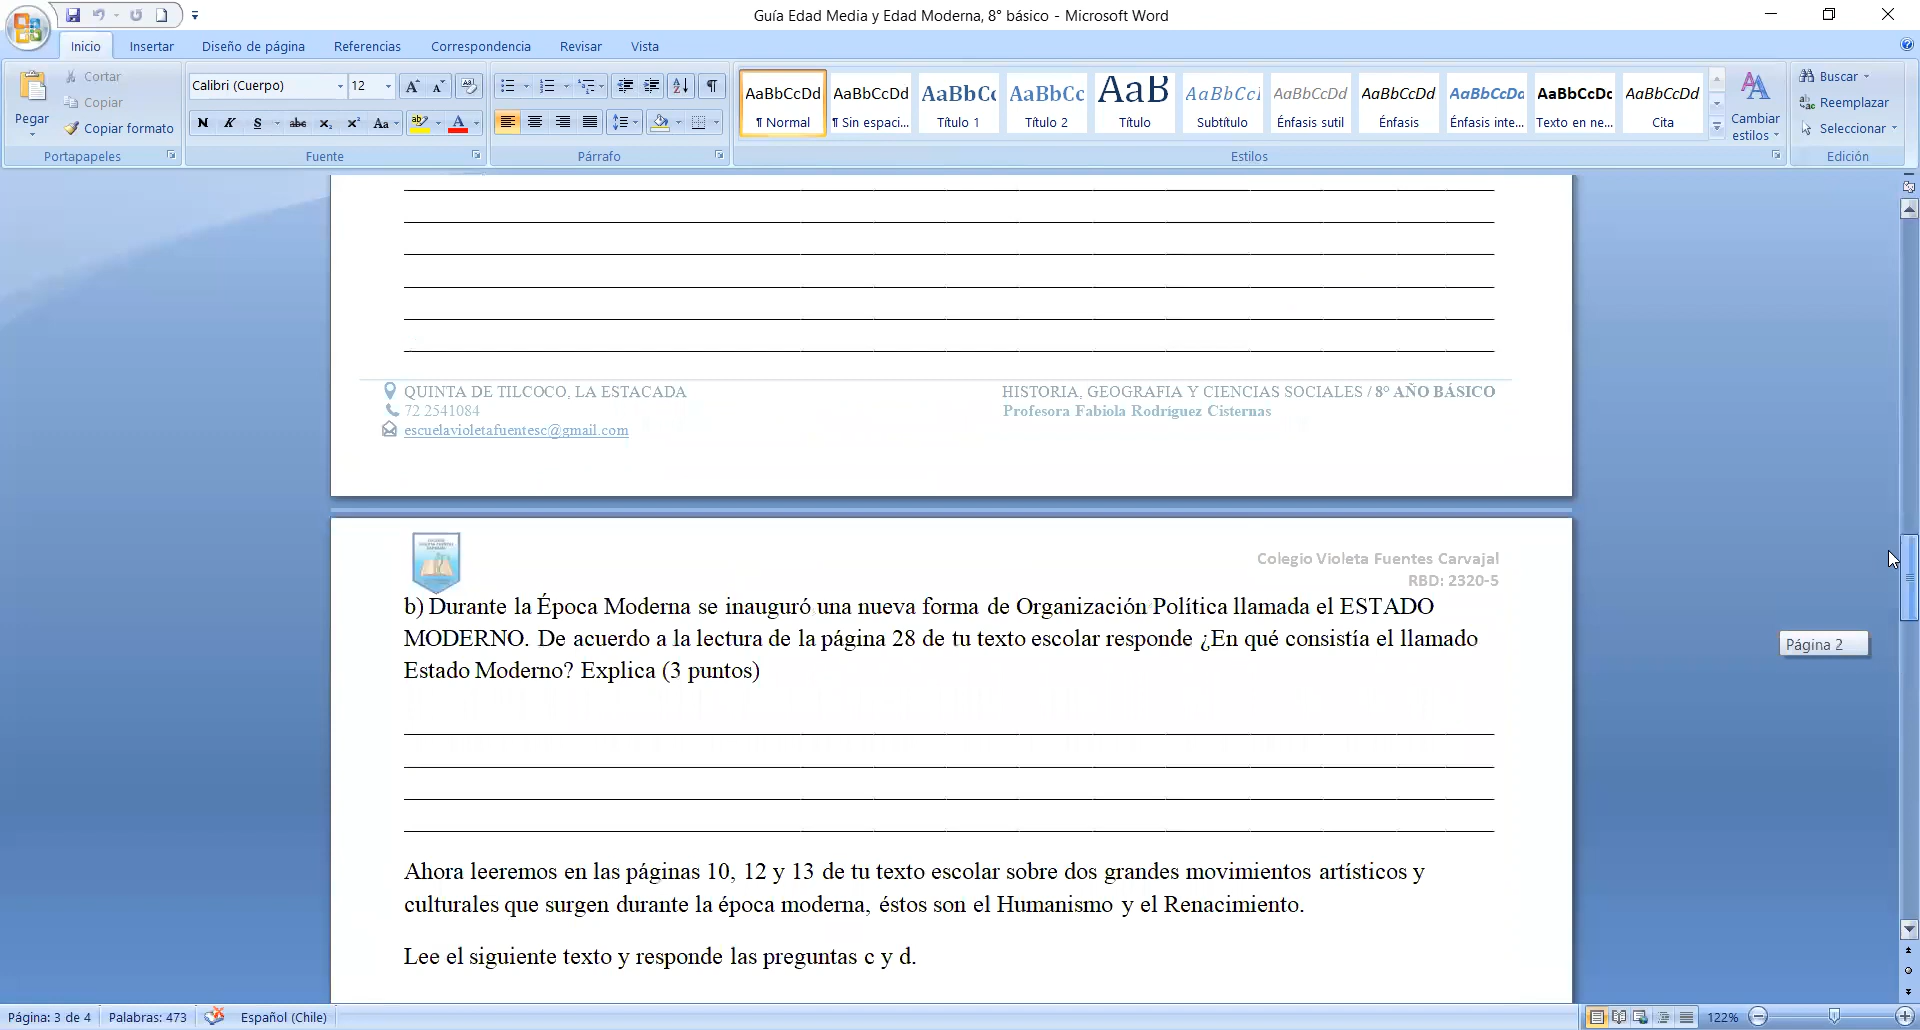 Guía Edad Media y Edad Moderna, 8° básico - Microsoft Word
Inicio Insertar Diseño de página Referencias Correspondencia Revisar Vista
Pegar
Cortar
Copiar
Copiar formato
Portapapeles
Calibri (Cuerpo) 12
N K S abc x₂ x² Aa
Fuente
Párrafo
AaBbCcDd AaBbCcDd AaBbCc AaBbCc AaB AaBbCcI AaBbCcDd AaBbCcDd AaBbCcDd AaBbCcDc AaBbCcDd
¶ Normal ¶ Sin espaci... Título 1 Título 2 Título Subtítulo Énfasis sutil Énfasis Énfasis inte... Texto en ne... Cita
Cambiar estilos
Estilos
Buscar
Reemplazar
Seleccionar
Edición
QUINTA DE TILCOCO, LA ESTACADA
72 2541084
escuelavioletafuentesc@gmail.com
HISTORIA, GEOGRAFIA Y CIENCIAS SOCIALES / 8° AÑO BÁSICO
Profesora Fabiola Rodríguez Cisternas
Colegio Violeta Fuentes Carvajal
RBD: 2320-5
b) Durante la Época Moderna se inauguró una nueva forma de Organización Política llamada el ESTADO
MODERNO. De acuerdo a la lectura de la página 28 de tu texto escolar responde ¿En qué consistía el llamado
Estado Moderno? Explica (3 puntos)
Página 2
Ahora leeremos en las páginas 10, 12 y 13 de tu texto escolar sobre dos grandes movimientos artísticos y
culturales que surgen durante la época moderna, éstos son el Humanismo y el Renacimiento.
Lee el siguiente texto y responde las preguntas c y d.
Página: 3 de 4 Palabras: 473 Español (Chile) 122%